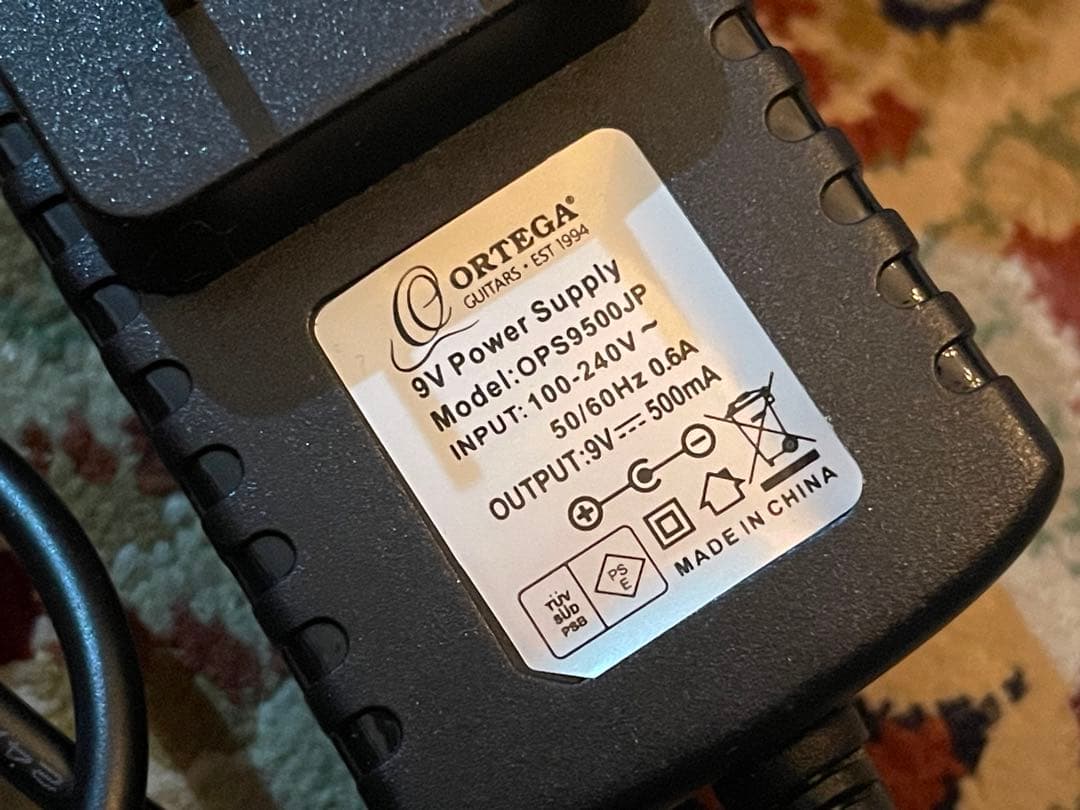 ORTEGA®
GUITARS • EST 1994
9V Power Supply
Model:OPS9500JP
INPUT:100-240V ~
50/60Hz 0.6A
OUTPUT:9V⎓500mA
TÜV
SÜD
PSB
PS
E
MADE IN CHINA